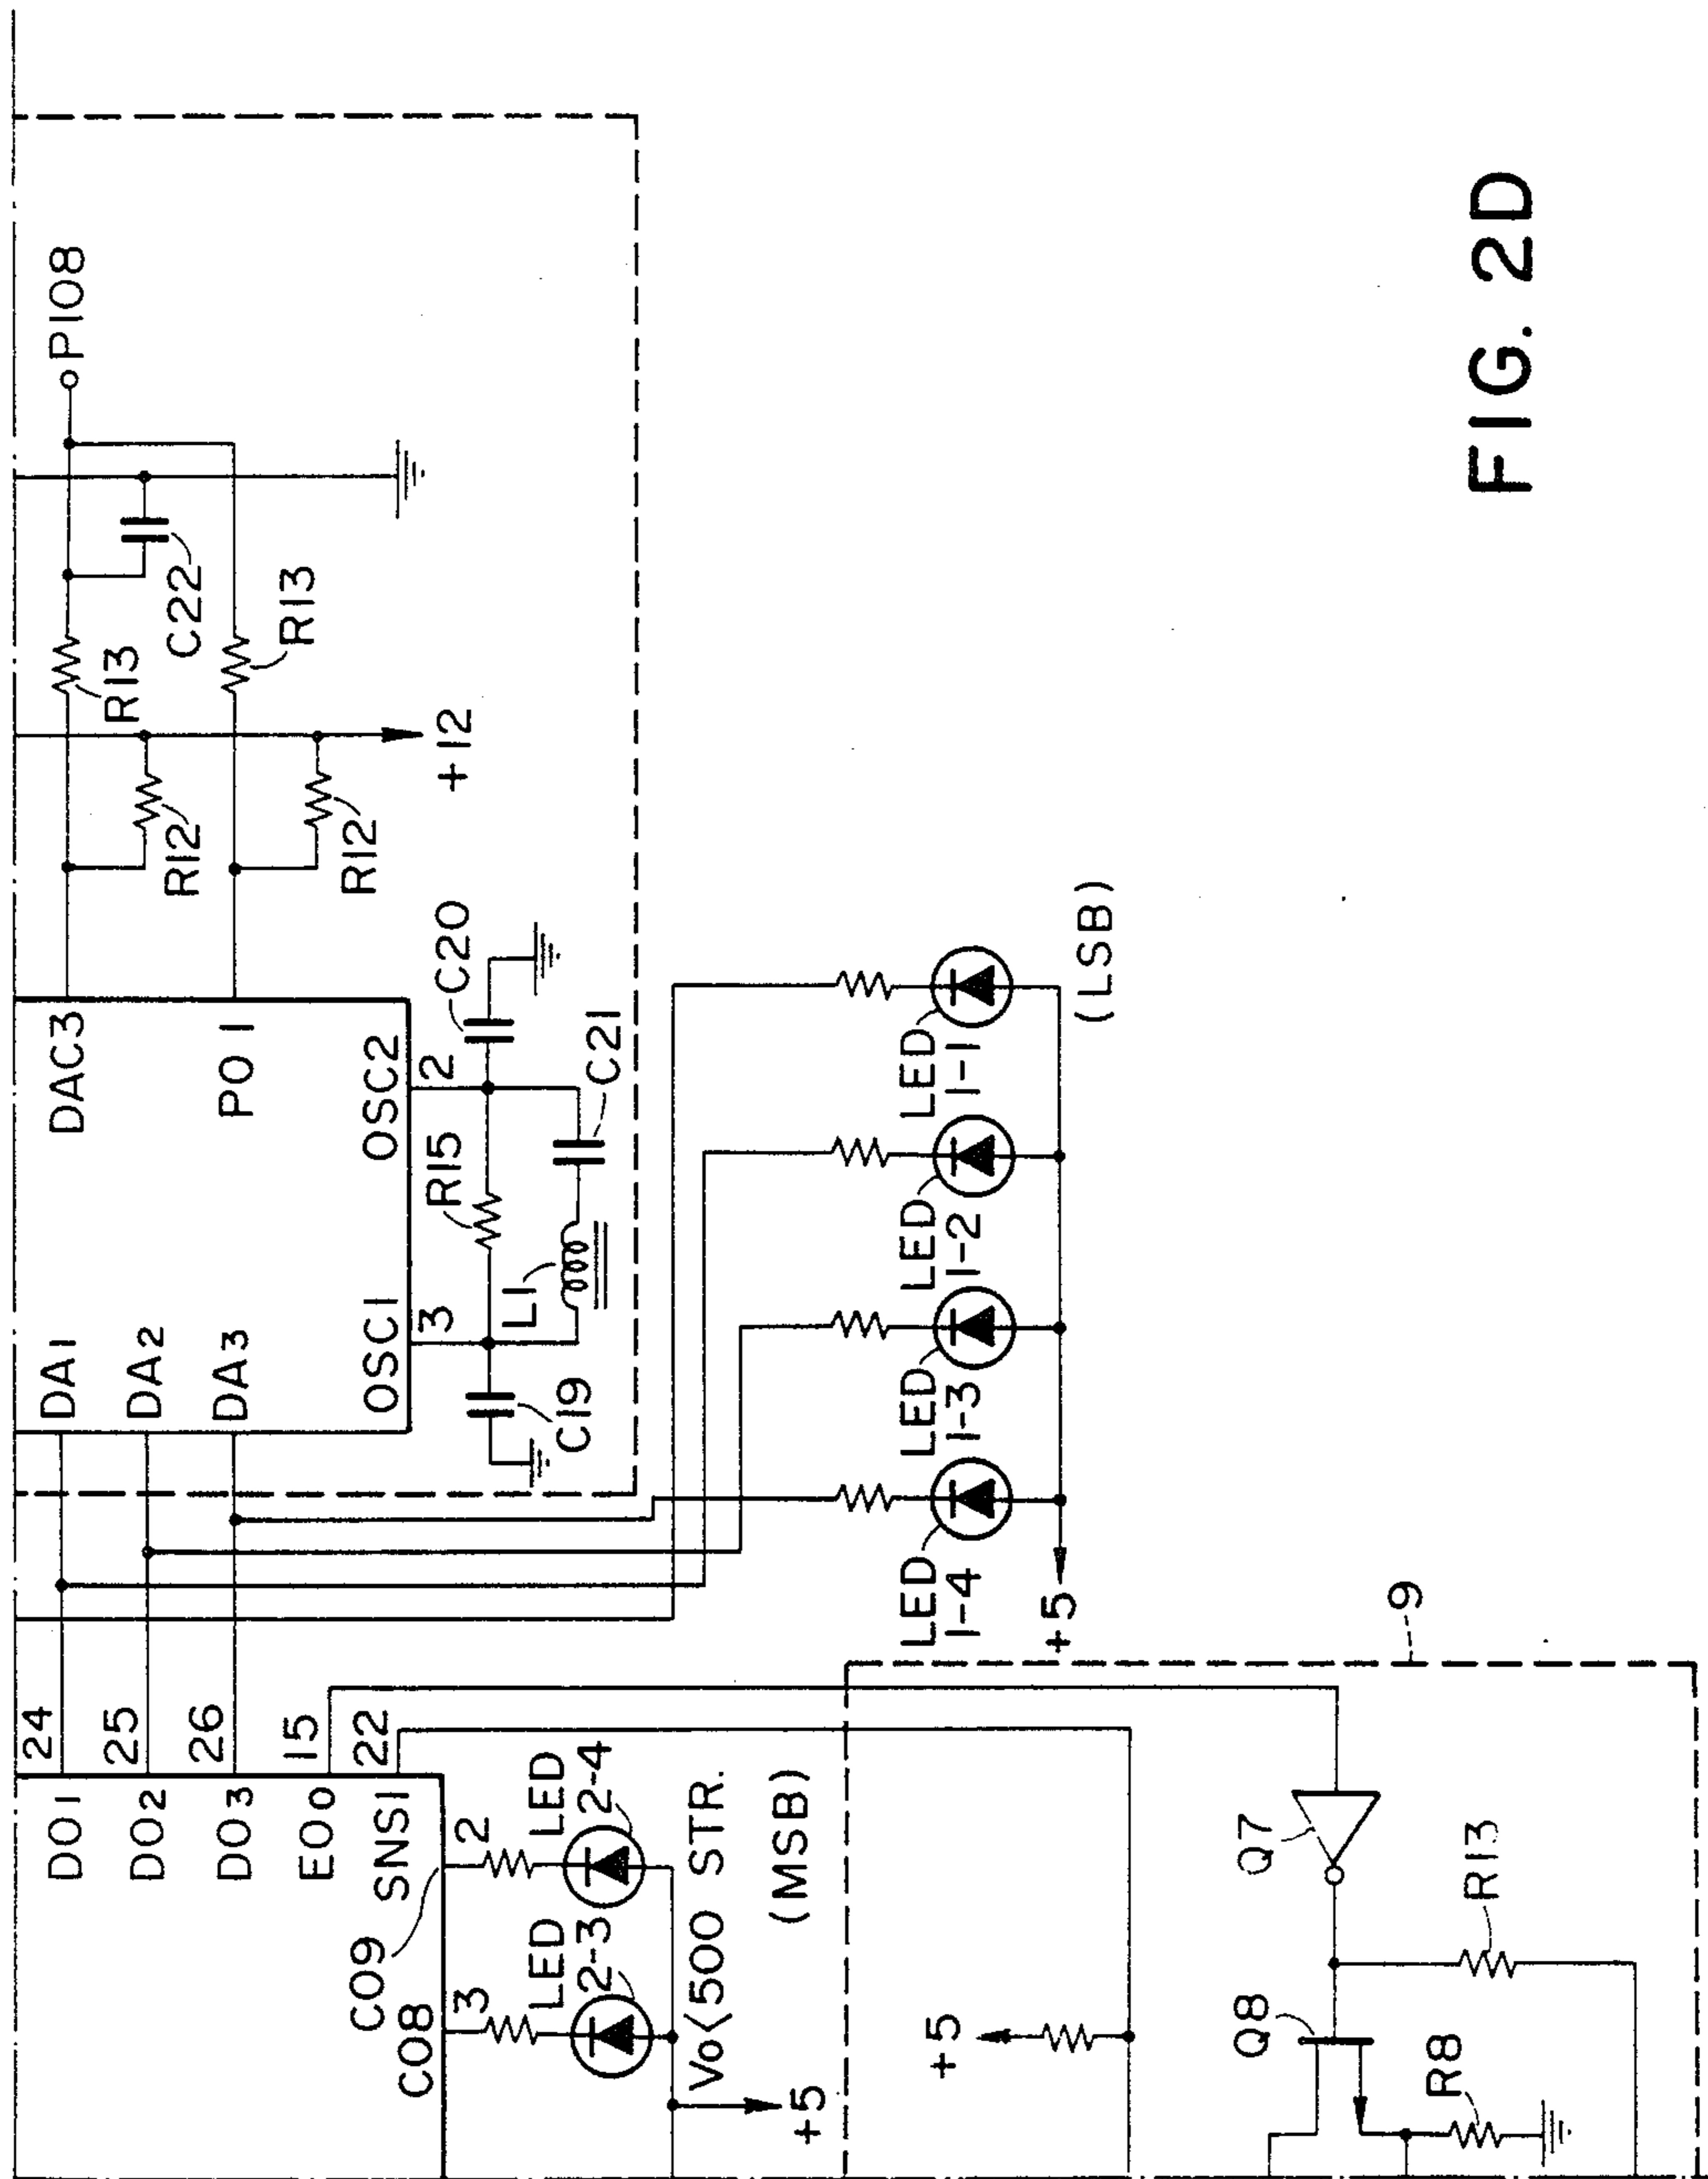 24
DO1
25
DO2
26
DO3
15
EO0
22
SNS1
CO9
2
CO8
3
LED
2-4
LED
2-3
Vo<500 STR.
(MSB)
+5
DA1
DA2
DA3
DAC3
PO1
OSC1
OSC2
3
2
R15
L1
C19
C20
C21
R12
R12
+12
R13
R13
C22
P108
LED
1-4
LED
1-3
LED
1-2
LED
1-1
(LSB)
+5
9
+5
Q7
Q8
R13
R8
FIG. 2D